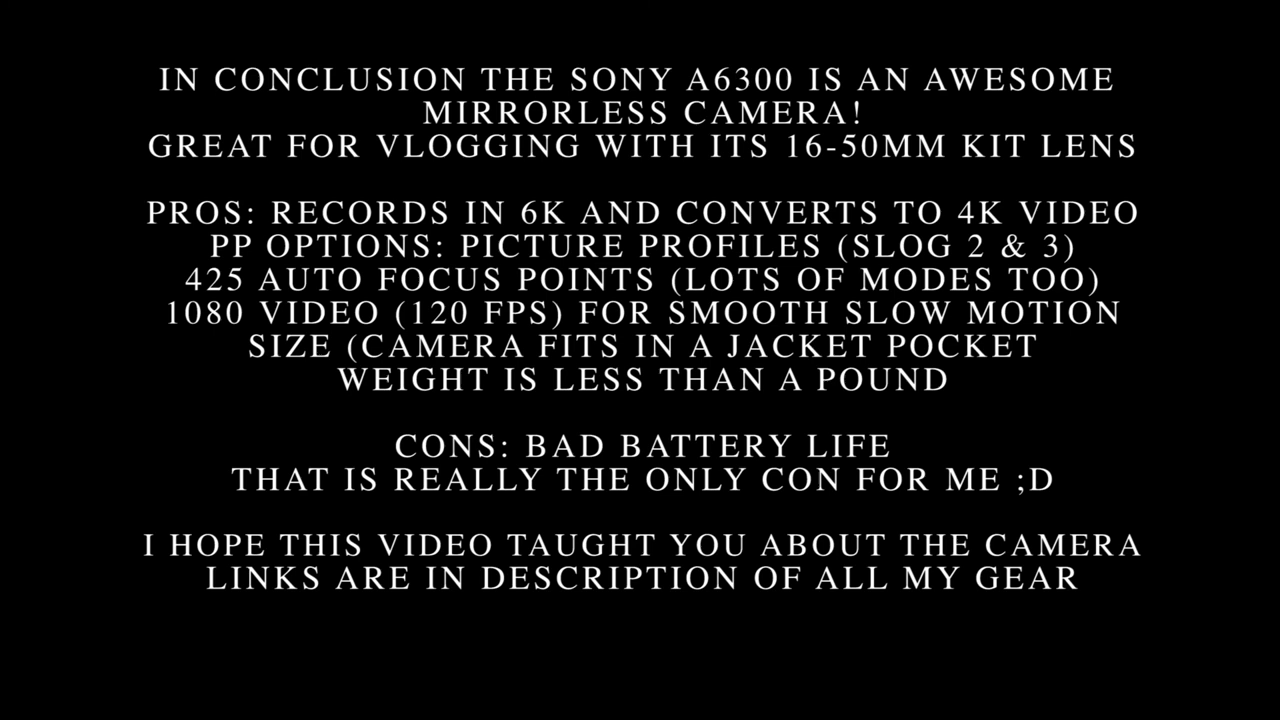 IN CONCLUSION THE SONY A6300 IS AN AWESOME
MIRRORLESS CAMERA!
GREAT FOR VLOGGING WITH ITS 16-50MM KIT LENS
PROS: RECORDS IN 6K AND CONVERTS TO 4K VIDEO
PP OPTIONS: PICTURE PROFILES (SLOG 2 & 3)
425 AUTO FOCUS POINTS (LOTS OF MODES TOO)
1080 VIDEO (120 FPS) FOR SMOOTH SLOW MOTION
SIZE (CAMERA FITS IN A JACKET POCKET
WEIGHT IS LESS THAN A POUND
CONS: BAD BATTERY LIFE
THAT IS REALLY THE ONLY CON FOR ME ;D
I HOPE THIS VIDEO TAUGHT YOU ABOUT THE CAMERA
LINKS ARE IN DESCRIPTION OF ALL MY GEAR